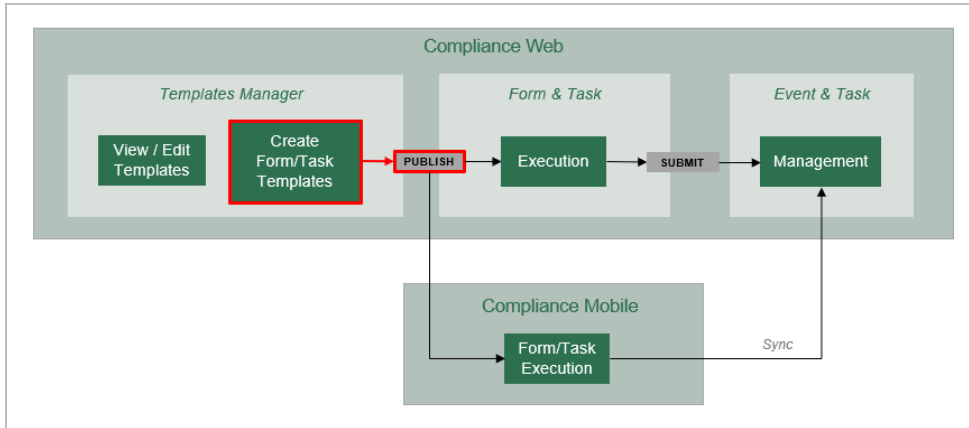 Compliance Web
Templates Manager
Form & Task
Event & Task
View / Edit
Templates
Create
Form/Task
Templates
PUBLISH
Execution
SUBMIT
Management
Compliance Mobile
Form/Task
Execution
Sync